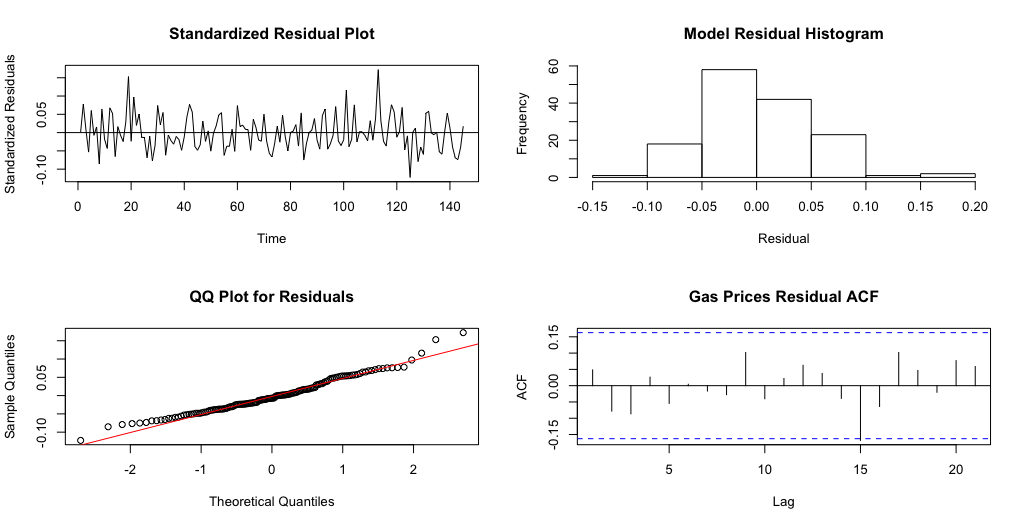 Standardized Residual Plot
Standardized Residuals
0.05
-0.10
0 20 40 60 80 100 120 140
Time
Model Residual Histogram
Frequency
60
40
20
0
-0.15 -0.10 -0.05 0.00 0.05 0.10 0.15 0.20
Residual
QQ Plot for Residuals
Sample Quantiles
0.05
-0.10
-2 -1 0 1 2
Theoretical Quantiles
Gas Prices Residual ACF
ACF
0.15
0.00
-0.15
5 10 15 20
Lag